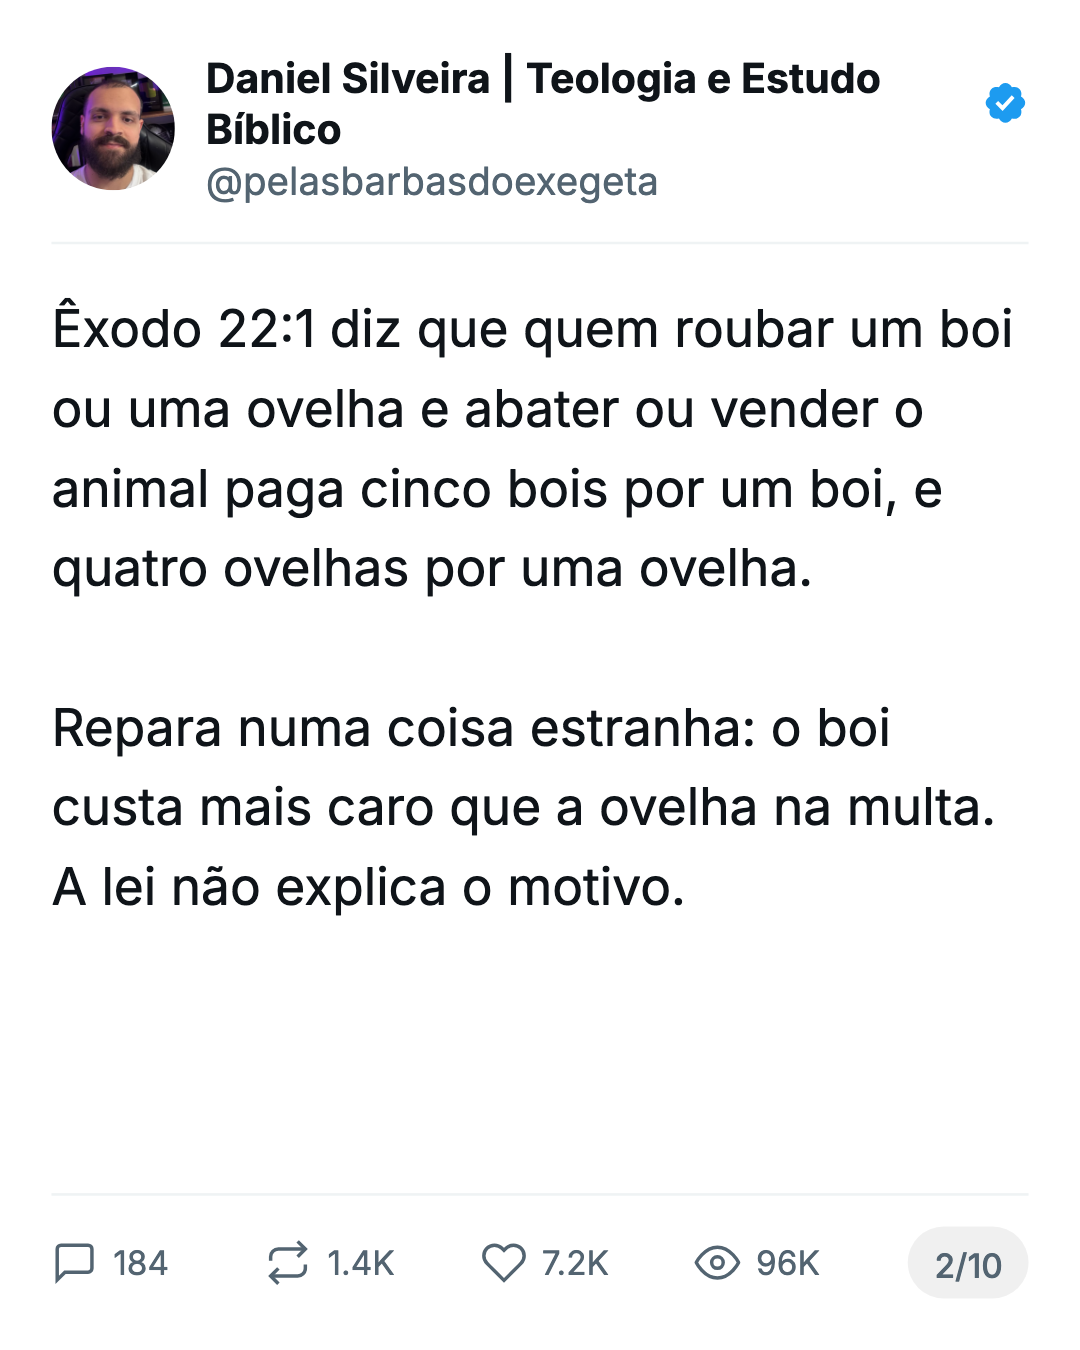 Daniel Silveira | Teologia e Estudo
Bíblico
@pelasbarbasdoexegeta
Êxodo 22:1 diz que quem roubar um boi
ou uma ovelha e abater ou vender o
animal paga cinco bois por um boi, e
quatro ovelhas por uma ovelha.
Repara numa coisa estranha: o boi
custa mais caro que a ovelha na multa.
A lei não explica o motivo.
184 1.4K 7.2K 96K 2/10